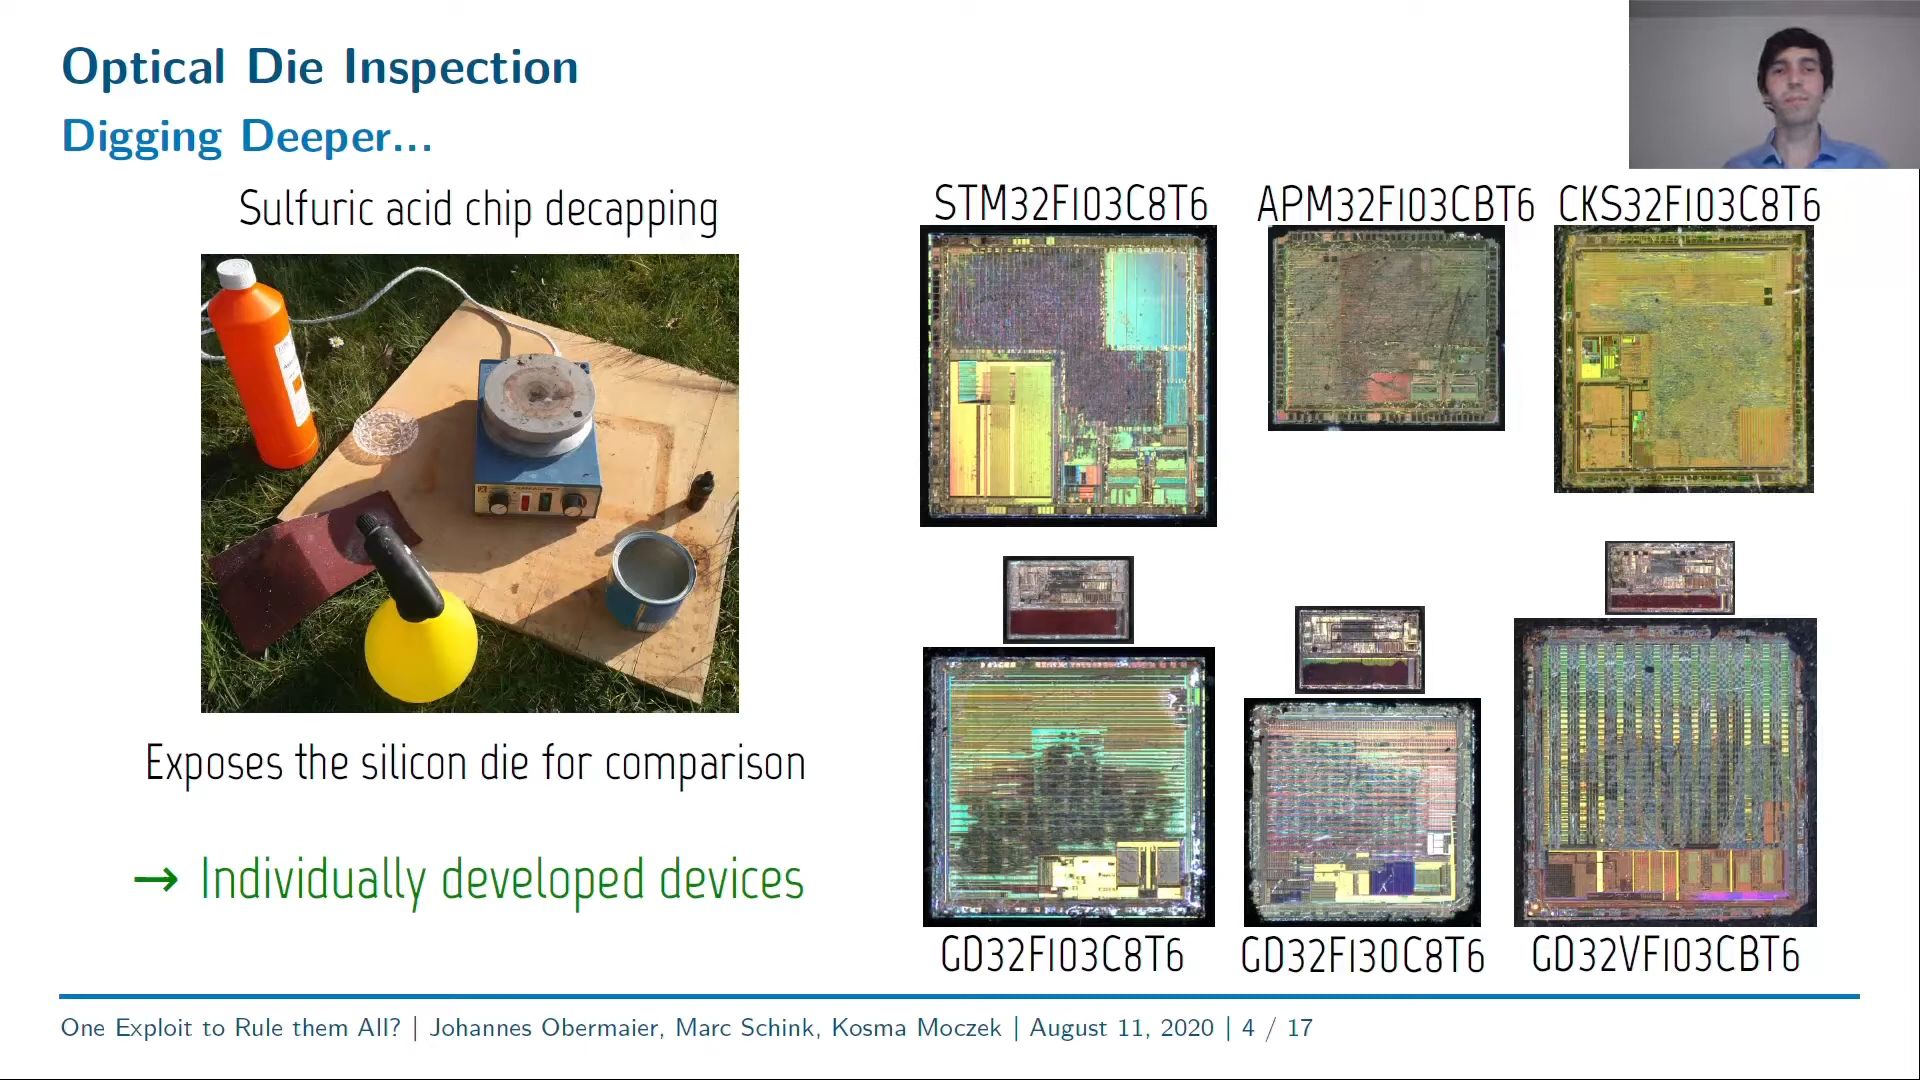 Optical Die Inspection
Digging Deeper...
Sulfuric acid chip decapping
Exposes the silicon die for comparison
→ Individually developed devices
STM32F103C8T6
APM32F103CBT6
CKS32F103C8T6
GD32F103C8T6
GD32F130C8T6
GD32VF103CBT6
One Exploit to Rule them All? | Johannes Obermaier, Marc Schink, Kosma Moczek | August 11, 2020 | 4 / 17